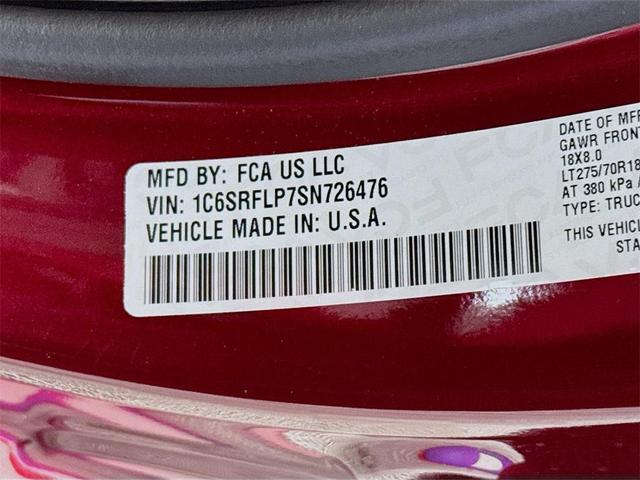 MFD BY: FCA US LLC
VIN: 1C6SRFLP7SN726476
VEHICLE MADE IN: U.S.A.
DATE OF MFR
GAWR FRONT
18X8.0
LT275/70R18
AT 380 kPa /
TYPE: TRUC
THIS VEHICLE
STA